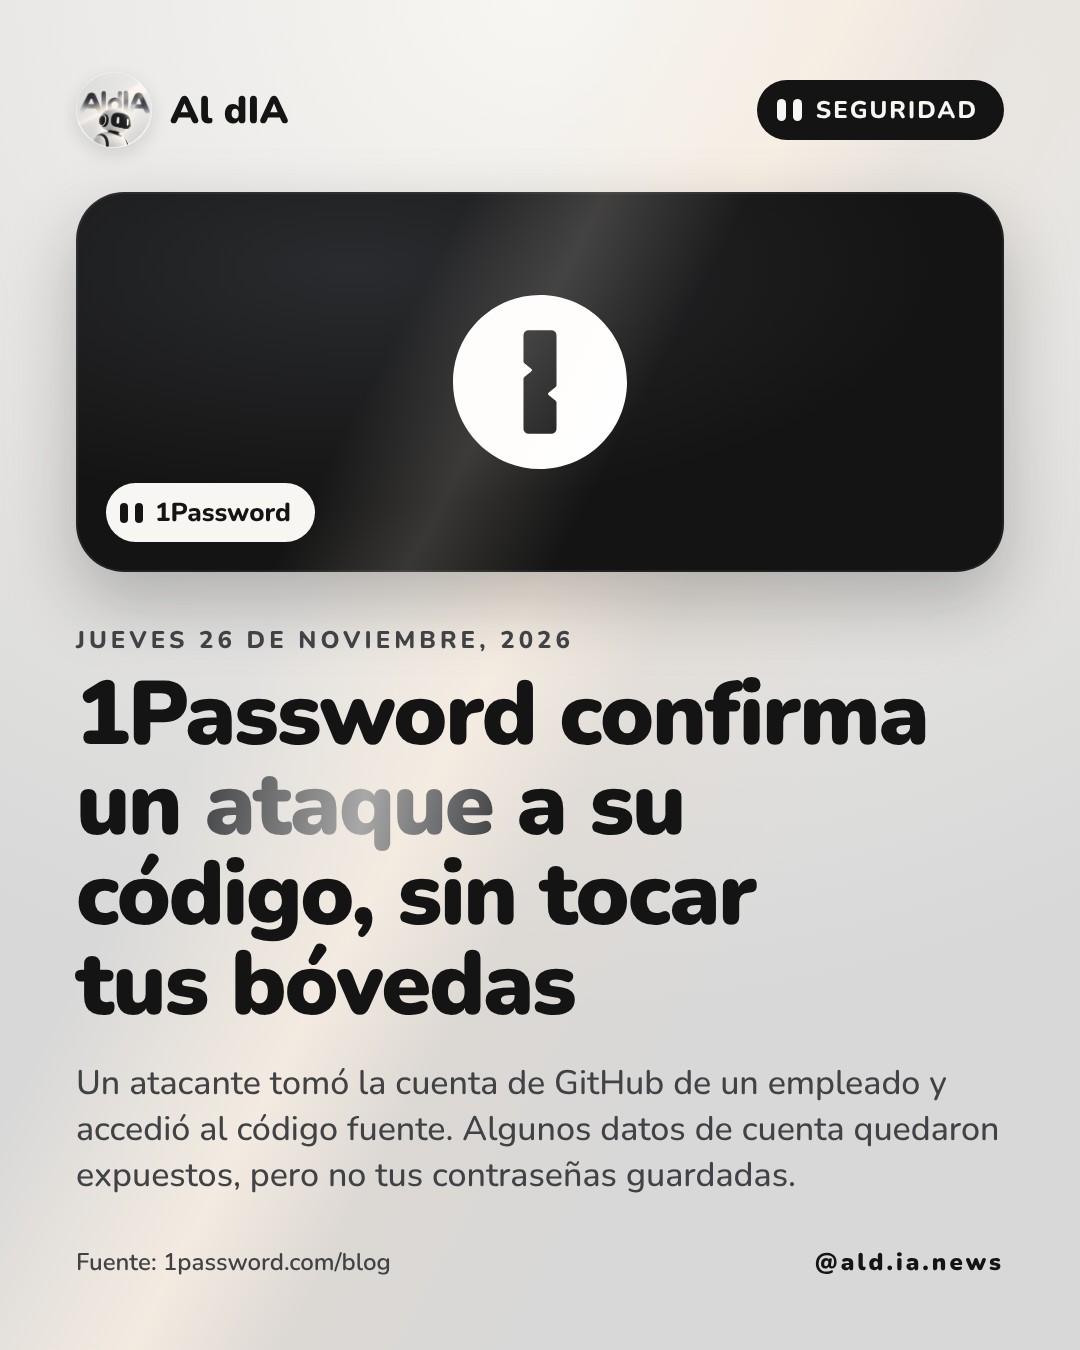 AldIA
Al dIA
SEGURIDAD
1Password
JUEVES 26 DE NOVIEMBRE, 2026
1Password confirma
un ataque a su
código, sin tocar
tus bóvedas
Un atacante tomó la cuenta de GitHub de un empleado y
accedió al código fuente. Algunos datos de cuenta quedaron
expuestos, pero no tus contraseñas guardadas.
Fuente: 1password.com/blog
@ald.ia.news